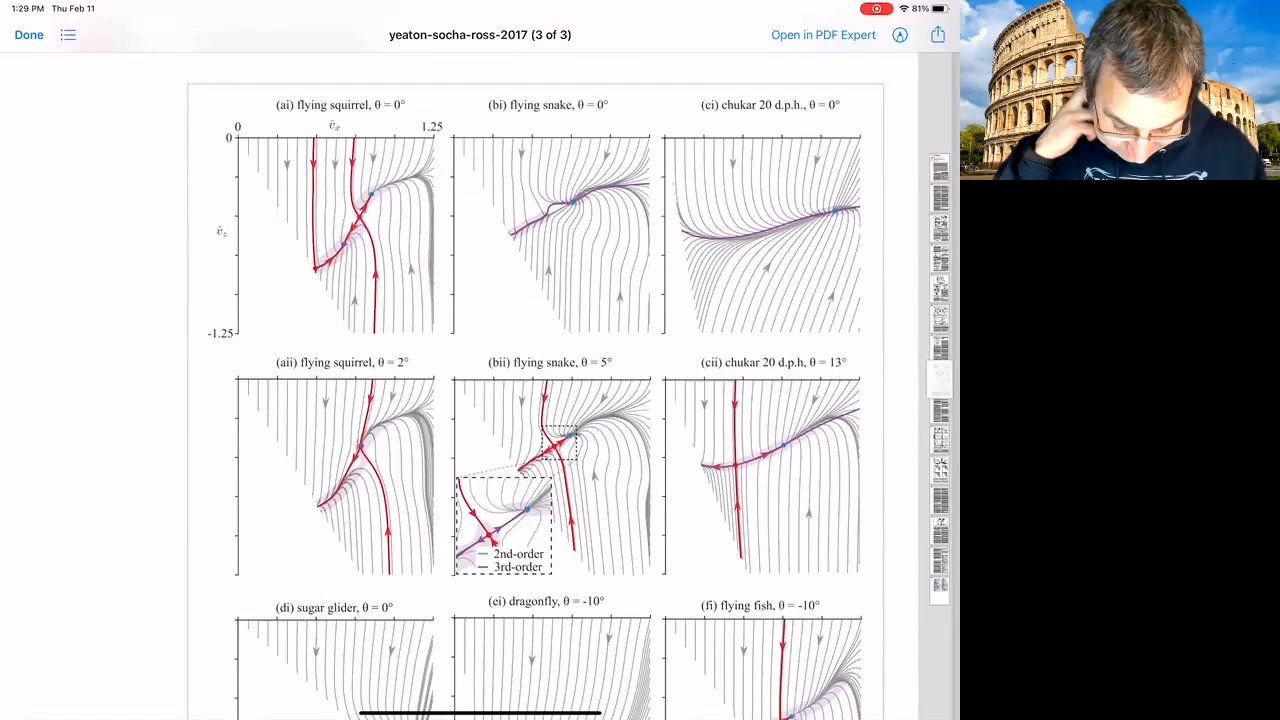 1:29 PM Thu Feb 11
81%
Done
yeaton-socha-ross-2017 (3 of 3)
Open in PDF Expert
(ai) flying squirrel, θ = 0°
(bi) flying snake, θ = 0°
(ci) chukar 20 d.p.h., θ = 0°
0
v̂x
1.25
0
v̂z
-1.25
(aii) flying squirrel, θ = 2°
(bii) flying snake, θ = 5°
(cii) chukar 20 d.p.h, θ = 13°
2nd-order
3rd-order
(di) sugar glider, θ = 0°
(ei) dragonfly, θ = -10°
(fi) flying fish, θ = -10°